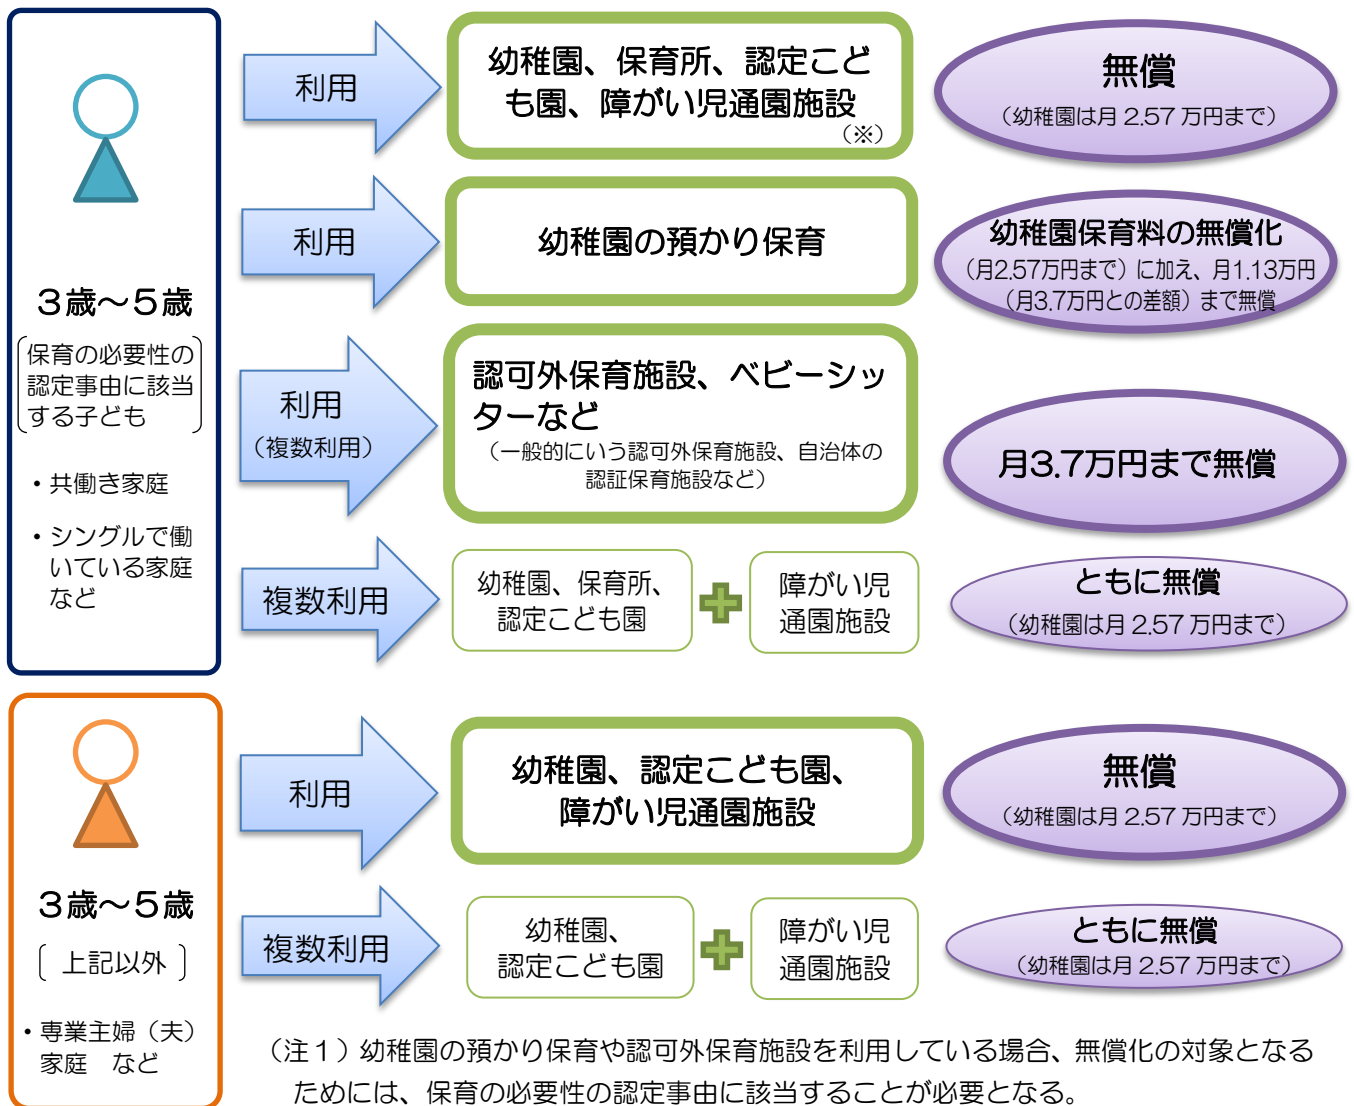 ３歳～５歳
保育の必要性の
認定事由に該当
する子ども
・共働き家庭
・シングルで働
いている家庭
など
利用
幼稚園、保育所、認定こど
も園、障がい児通園施設
（※）
無償
（幼稚園は月 2.57 万円まで）
利用
幼稚園の預かり保育
幼稚園保育料の無償化
（月2.57万円まで）に加え、月1.13万円
（月3.7万円との差額）まで無償
利用
（複数利用）
認可外保育施設、ベビーシッ
ターなど
（一般的にいう認可外保育施設、自治体の
認証保育施設など）
月3.7万円まで無償
複数利用
幼稚園、保育所、
認定こども園
障がい児
通園施設
ともに無償
（幼稚園は月 2.57 万円まで）
３歳～５歳
［ 上記以外 ］
・専業主婦（夫）
家庭　など
利用
幼稚園、認定こども園、
障がい児通園施設
無償
（幼稚園は月 2.57 万円まで）
複数利用
幼稚園、
認定こども園
障がい児
通園施設
ともに無償
（幼稚園は月 2.57 万円まで）
（注１）幼稚園の預かり保育や認可外保育施設を利用している場合、無償化の対象となる
ためには、保育の必要性の認定事由に該当することが必要となる。